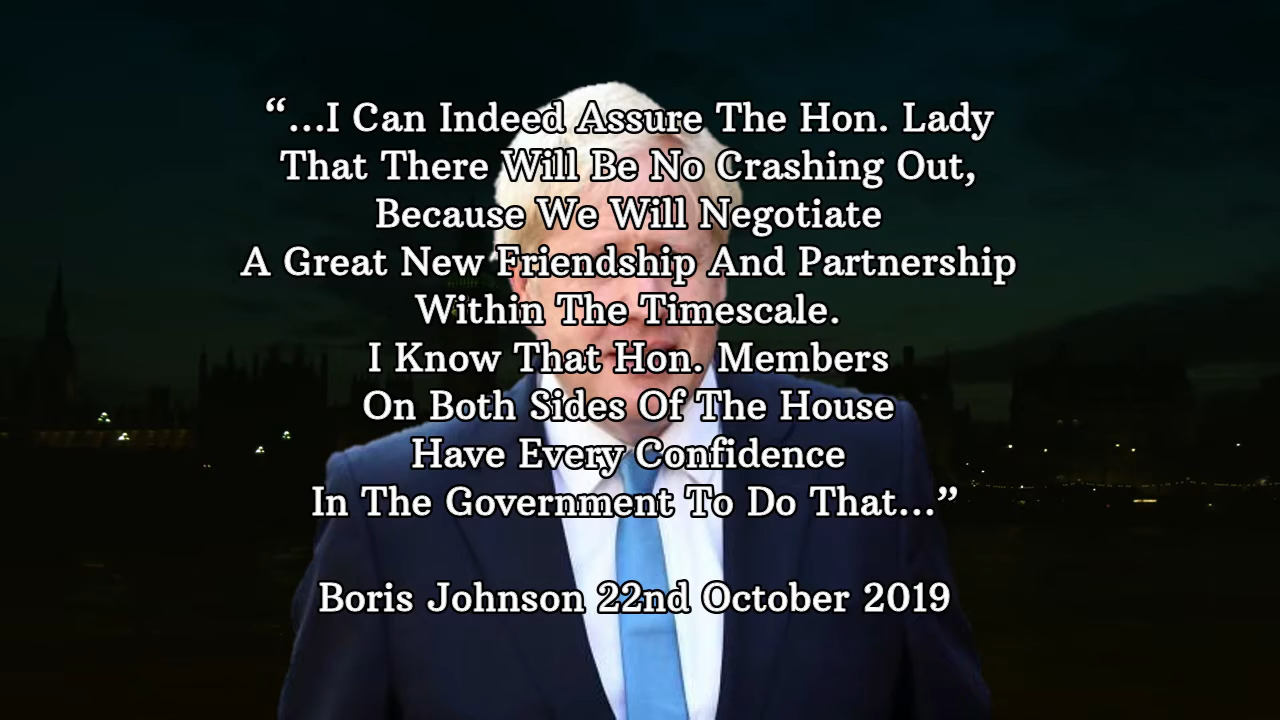 “...I Can Indeed Assure The Hon. Lady
That There Will Be No Crashing Out,
Because We Will Negotiate
A Great New Friendship And Partnership
Within The Timescale.
I Know That Hon. Members
On Both Sides Of The House
Have Every Confidence
In The Government To Do That...”
Boris Johnson 22nd October 2019